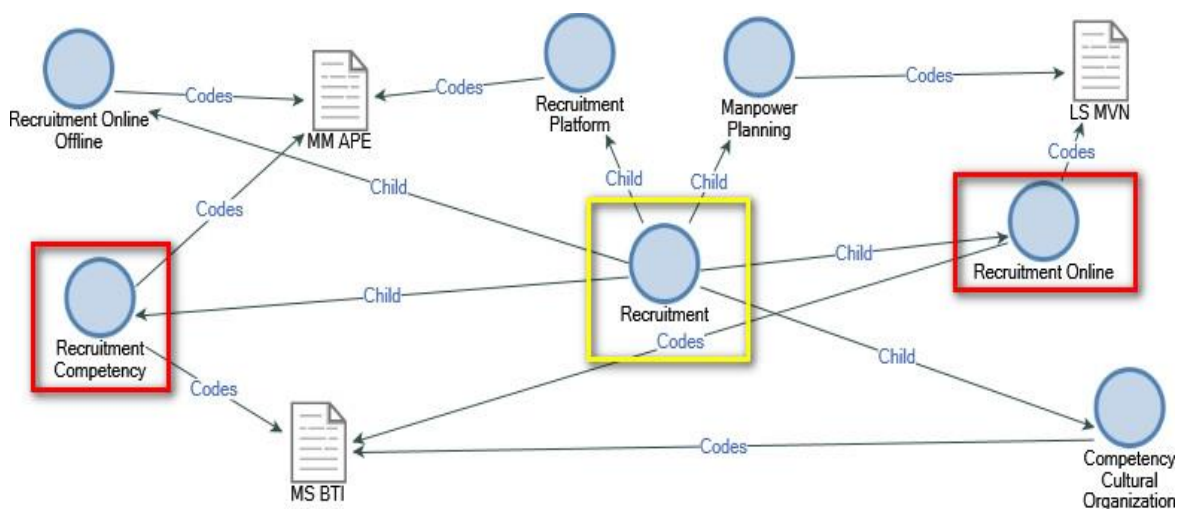 Codes
Codes
Codes
Recruitment Online
Offline
MM APE
Recruitment
Platform
Manpower
Planning
LS MVN
Child
Child
Child
Codes
Codes
Child
Recruitment Online
Child
Recruitment
Recruitment
Competency
Codes
Child
Codes
Codes
MS BTI
Competency
Cultural
Organization